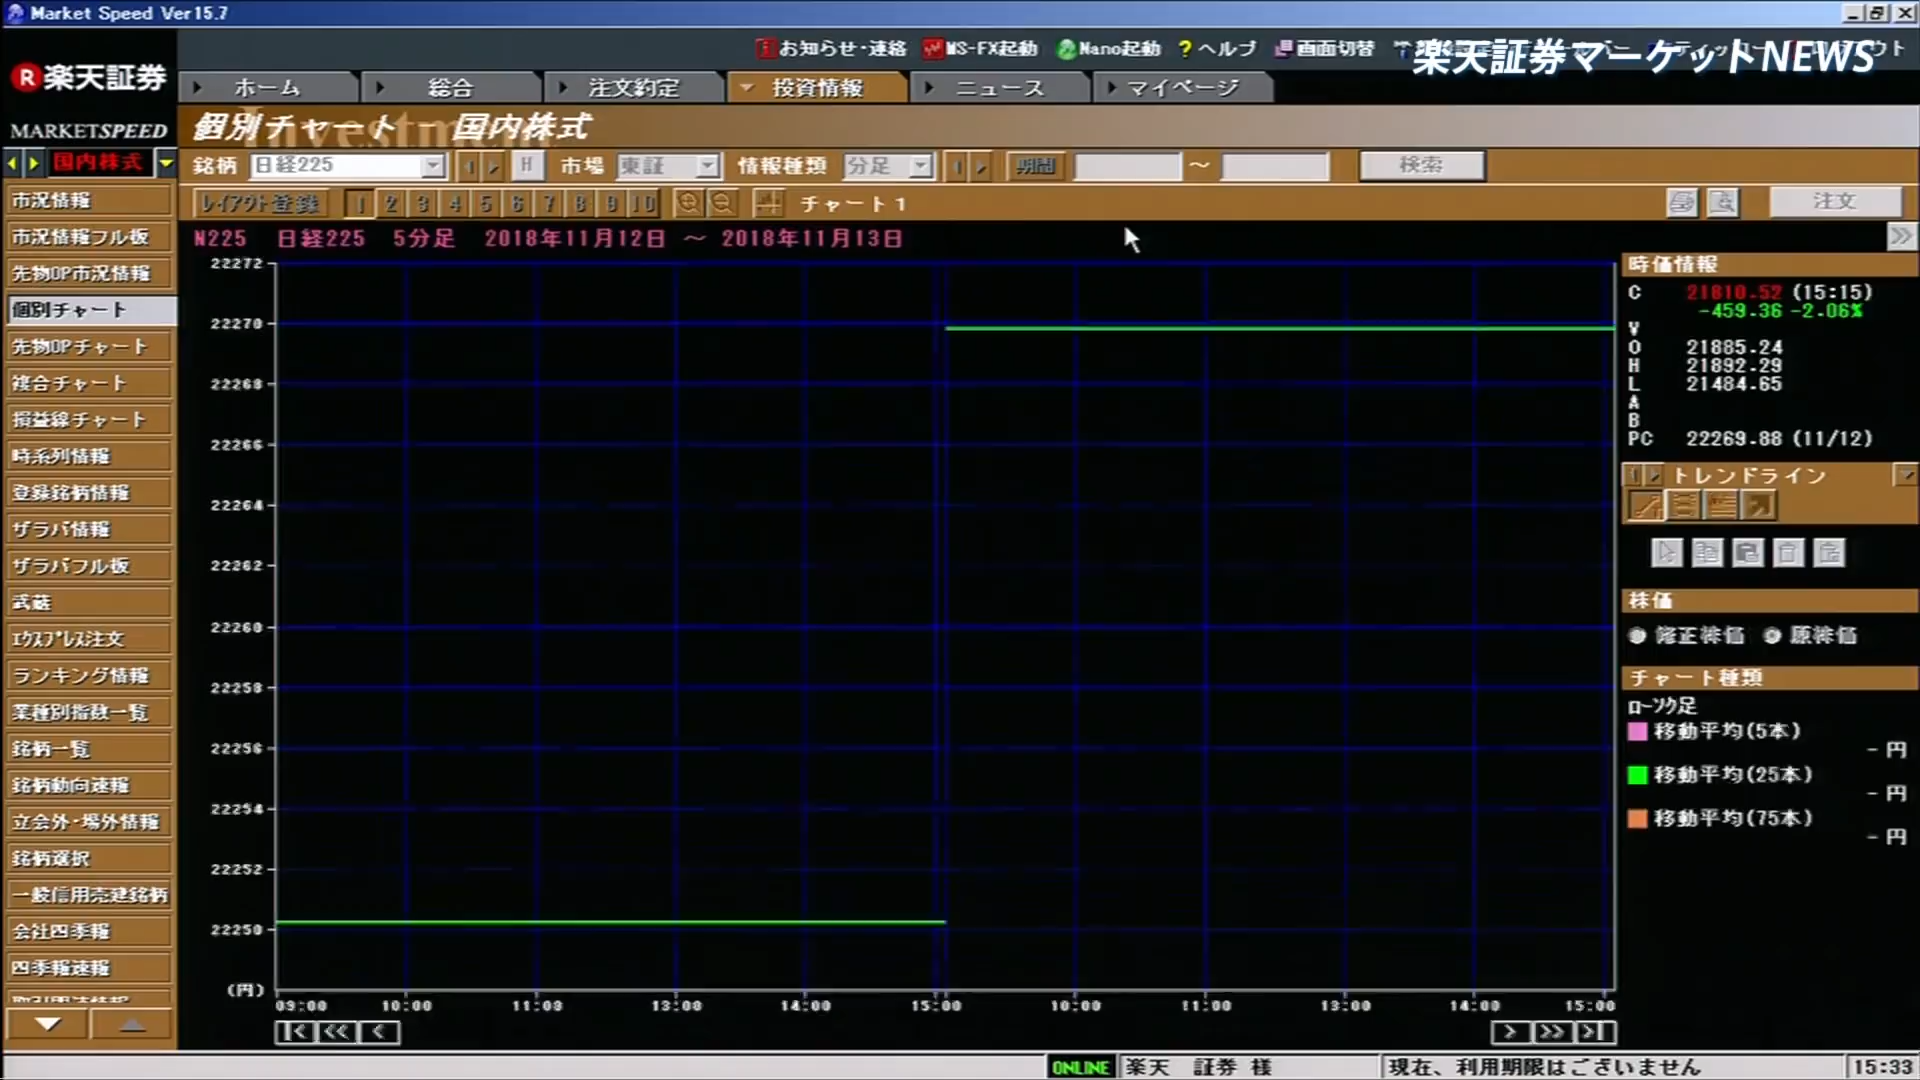 Market Speed Ver15.7
お知らせ・連絡 MS-FX起動 Nano起動 ? ヘルプ 画面切替
楽天証券マーケットNEWS
R楽天証券
MARKETSPEED
ホーム 総合 注文約定 投資情報 ニュース マイページ
個別チャート - 国内株式
Investment
国内株式
銘柄 日経225 H 市場 東証 情報種類 分足 期間 ～ 検索
レイアウト登録 1 2 3 4 5 6 7 8 9 10 チャート1 注文
N225 日経225 5分足 2018年11月12日 ～ 2018年11月13日
市況情報
市況情報フル板
先物OP市況情報
個別チャート
先物OPチャート
複合チャート
損益線チャート
時系列情報
登録銘柄情報
ザラバ情報
ザラバフル板
武蔵
エクスプレス注文
ランキング情報
業種別指数一覧
銘柄一覧
銘柄動向速報
立会外・場外情報
銘柄選択
一般信用売建銘柄
会社四季報
四季報速報
22272
22270
22268
22266
22264
22262
22260
22258
22256
22254
22252
22250
(円)
09:00 10:00 11:00 13:00 14:00 15:00 10:00 11:00 13:00 14:00 15:00
時価情報
C 21810.52 (15:15)
-459.36 -2.06%
V
O 21885.24
H 21892.29
L 21484.65
A
B
PC 22269.88 (11/12)
トレンドライン
株価
修正株価 原株価
チャート種類
ローソク足
移動平均(5本)
- 円
移動平均(25本)
- 円
移動平均(75本)
- 円
ONLINE 楽天 証券 様 現在、利用期限はございません 15:33